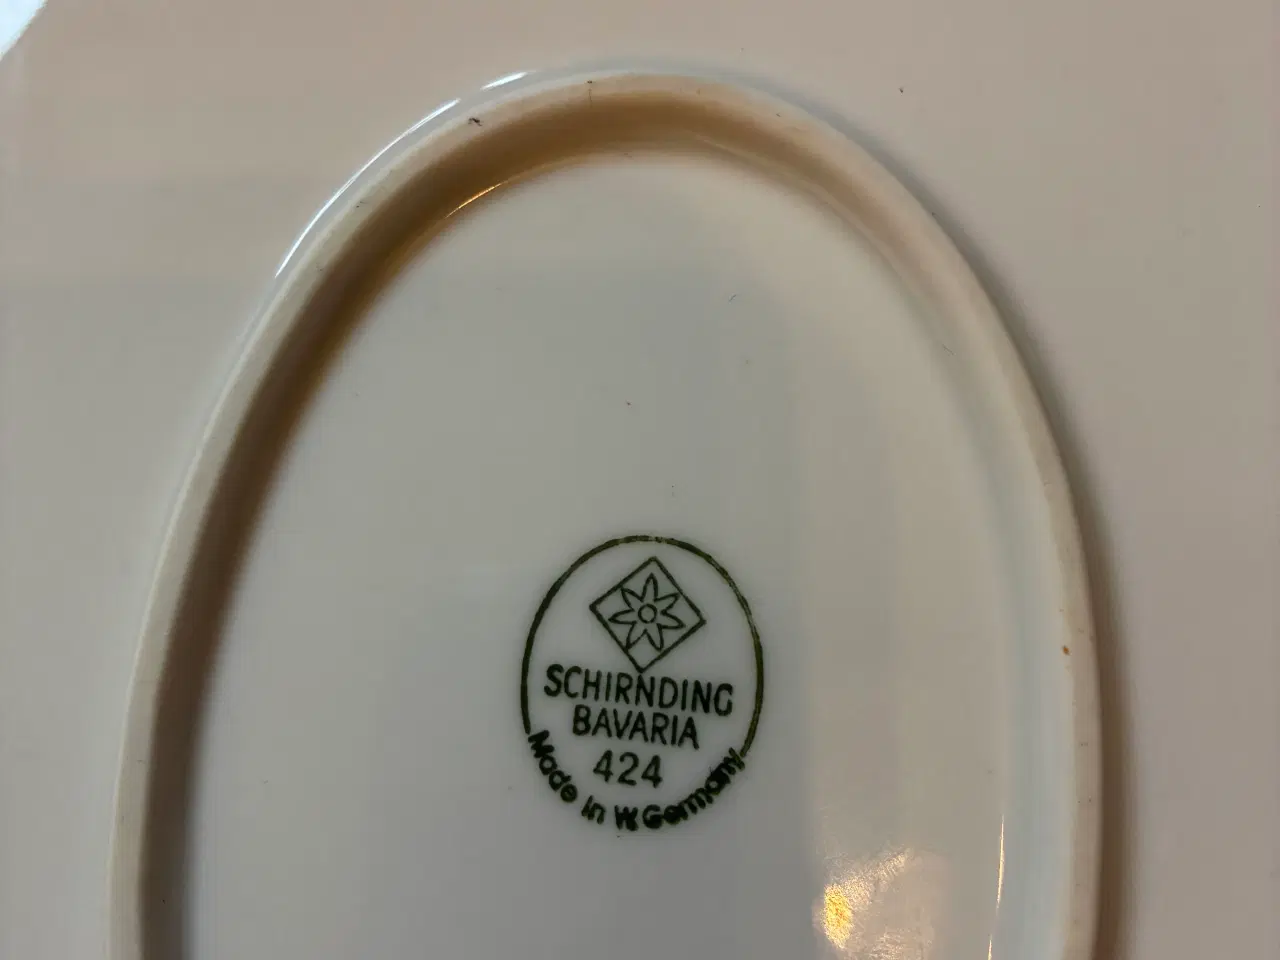 SCHIRNDING
BAVARIA
424
Made in W. Germany